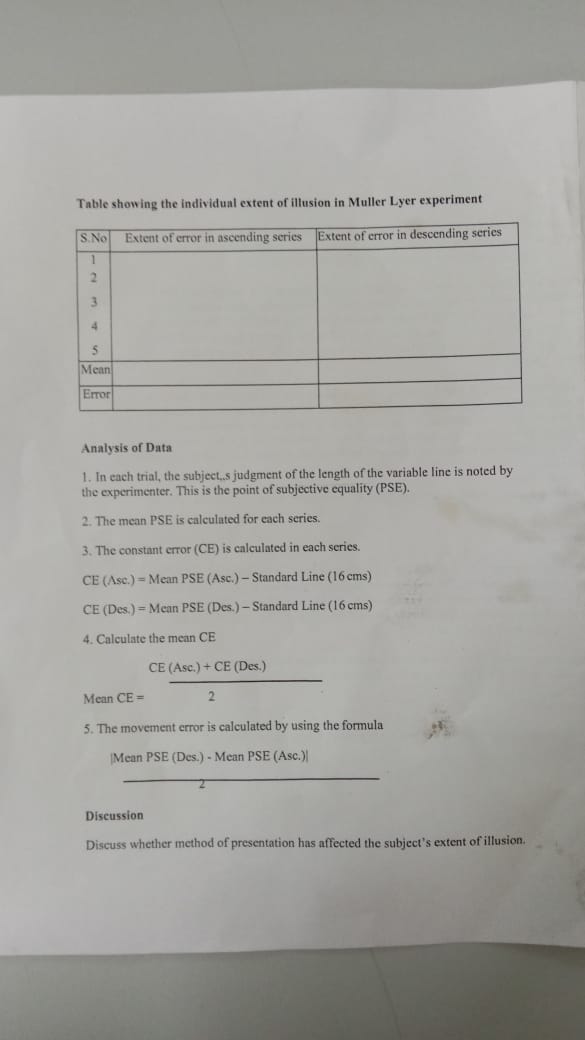 Table showing the individual extent of illusion in Muller Lyer experiment
S.No Extent of error in ascending series Extent of error in descending series
1
2
3
4
5
Mean
Error
Analysis of Data
1. In each trial, the subject,,s judgment of the length of the variable line is noted by
the experimenter. This is the point of subjective equality (PSE).
2. The mean PSE is calculated for each series.
3. The constant error (CE) is calculated in each series.
CE (Asc.) = Mean PSE (Asc.) – Standard Line (16 cms)
CE (Des.) = Mean PSE (Des.) – Standard Line (16 cms)
4. Calculate the mean CE
CE (Asc.) + CE (Des.)
Mean CE = 2
5. The movement error is calculated by using the formula
|Mean PSE (Des.) - Mean PSE (Asc.)|
2
Discussion
Discuss whether method of presentation has affected the subject's extent of illusion.